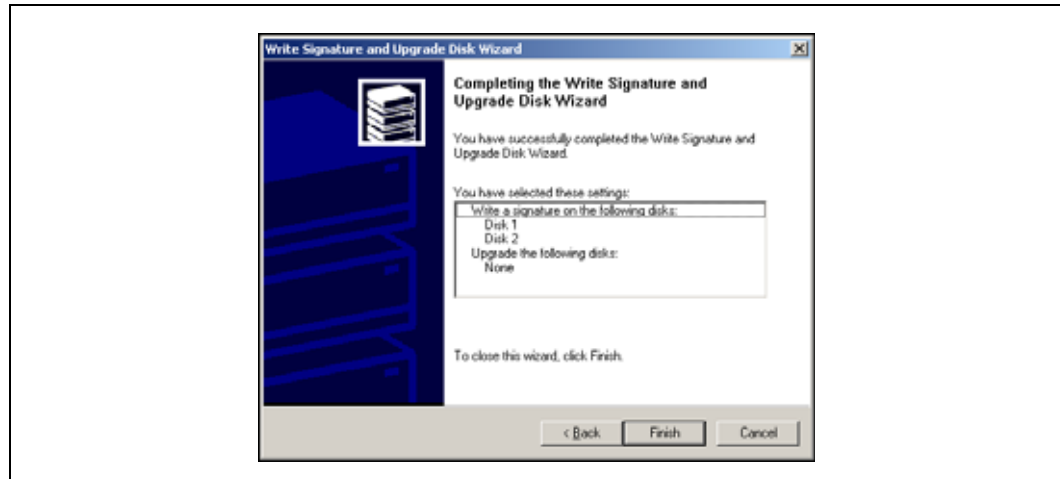 Write Signature and Upgrade Disk Wizard
Completing the Write Signature and
Upgrade Disk Wizard
You have successfully completed the Write Signature and
Upgrade Disk Wizard.
You have selected these settings:
Write a signature on the following disks:
Disk 1
Disk 2
Upgrade the following disks:
None
To close this wizard, click Finish.
< Back
Finish
Cancel